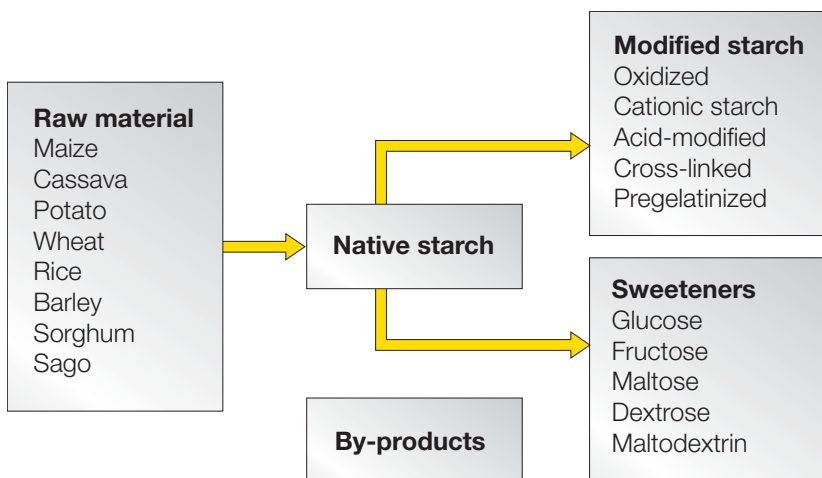 Raw material
Maize
Cassava
Potato
Wheat
Rice
Barley
Sorghum
Sago
Native starch
By-products
Modified starch
Oxidized
Cationic starch
Acid-modified
Cross-linked
Pregelatinized
Sweeteners
Glucose
Fructose
Maltose
Dextrose
Maltodextrin